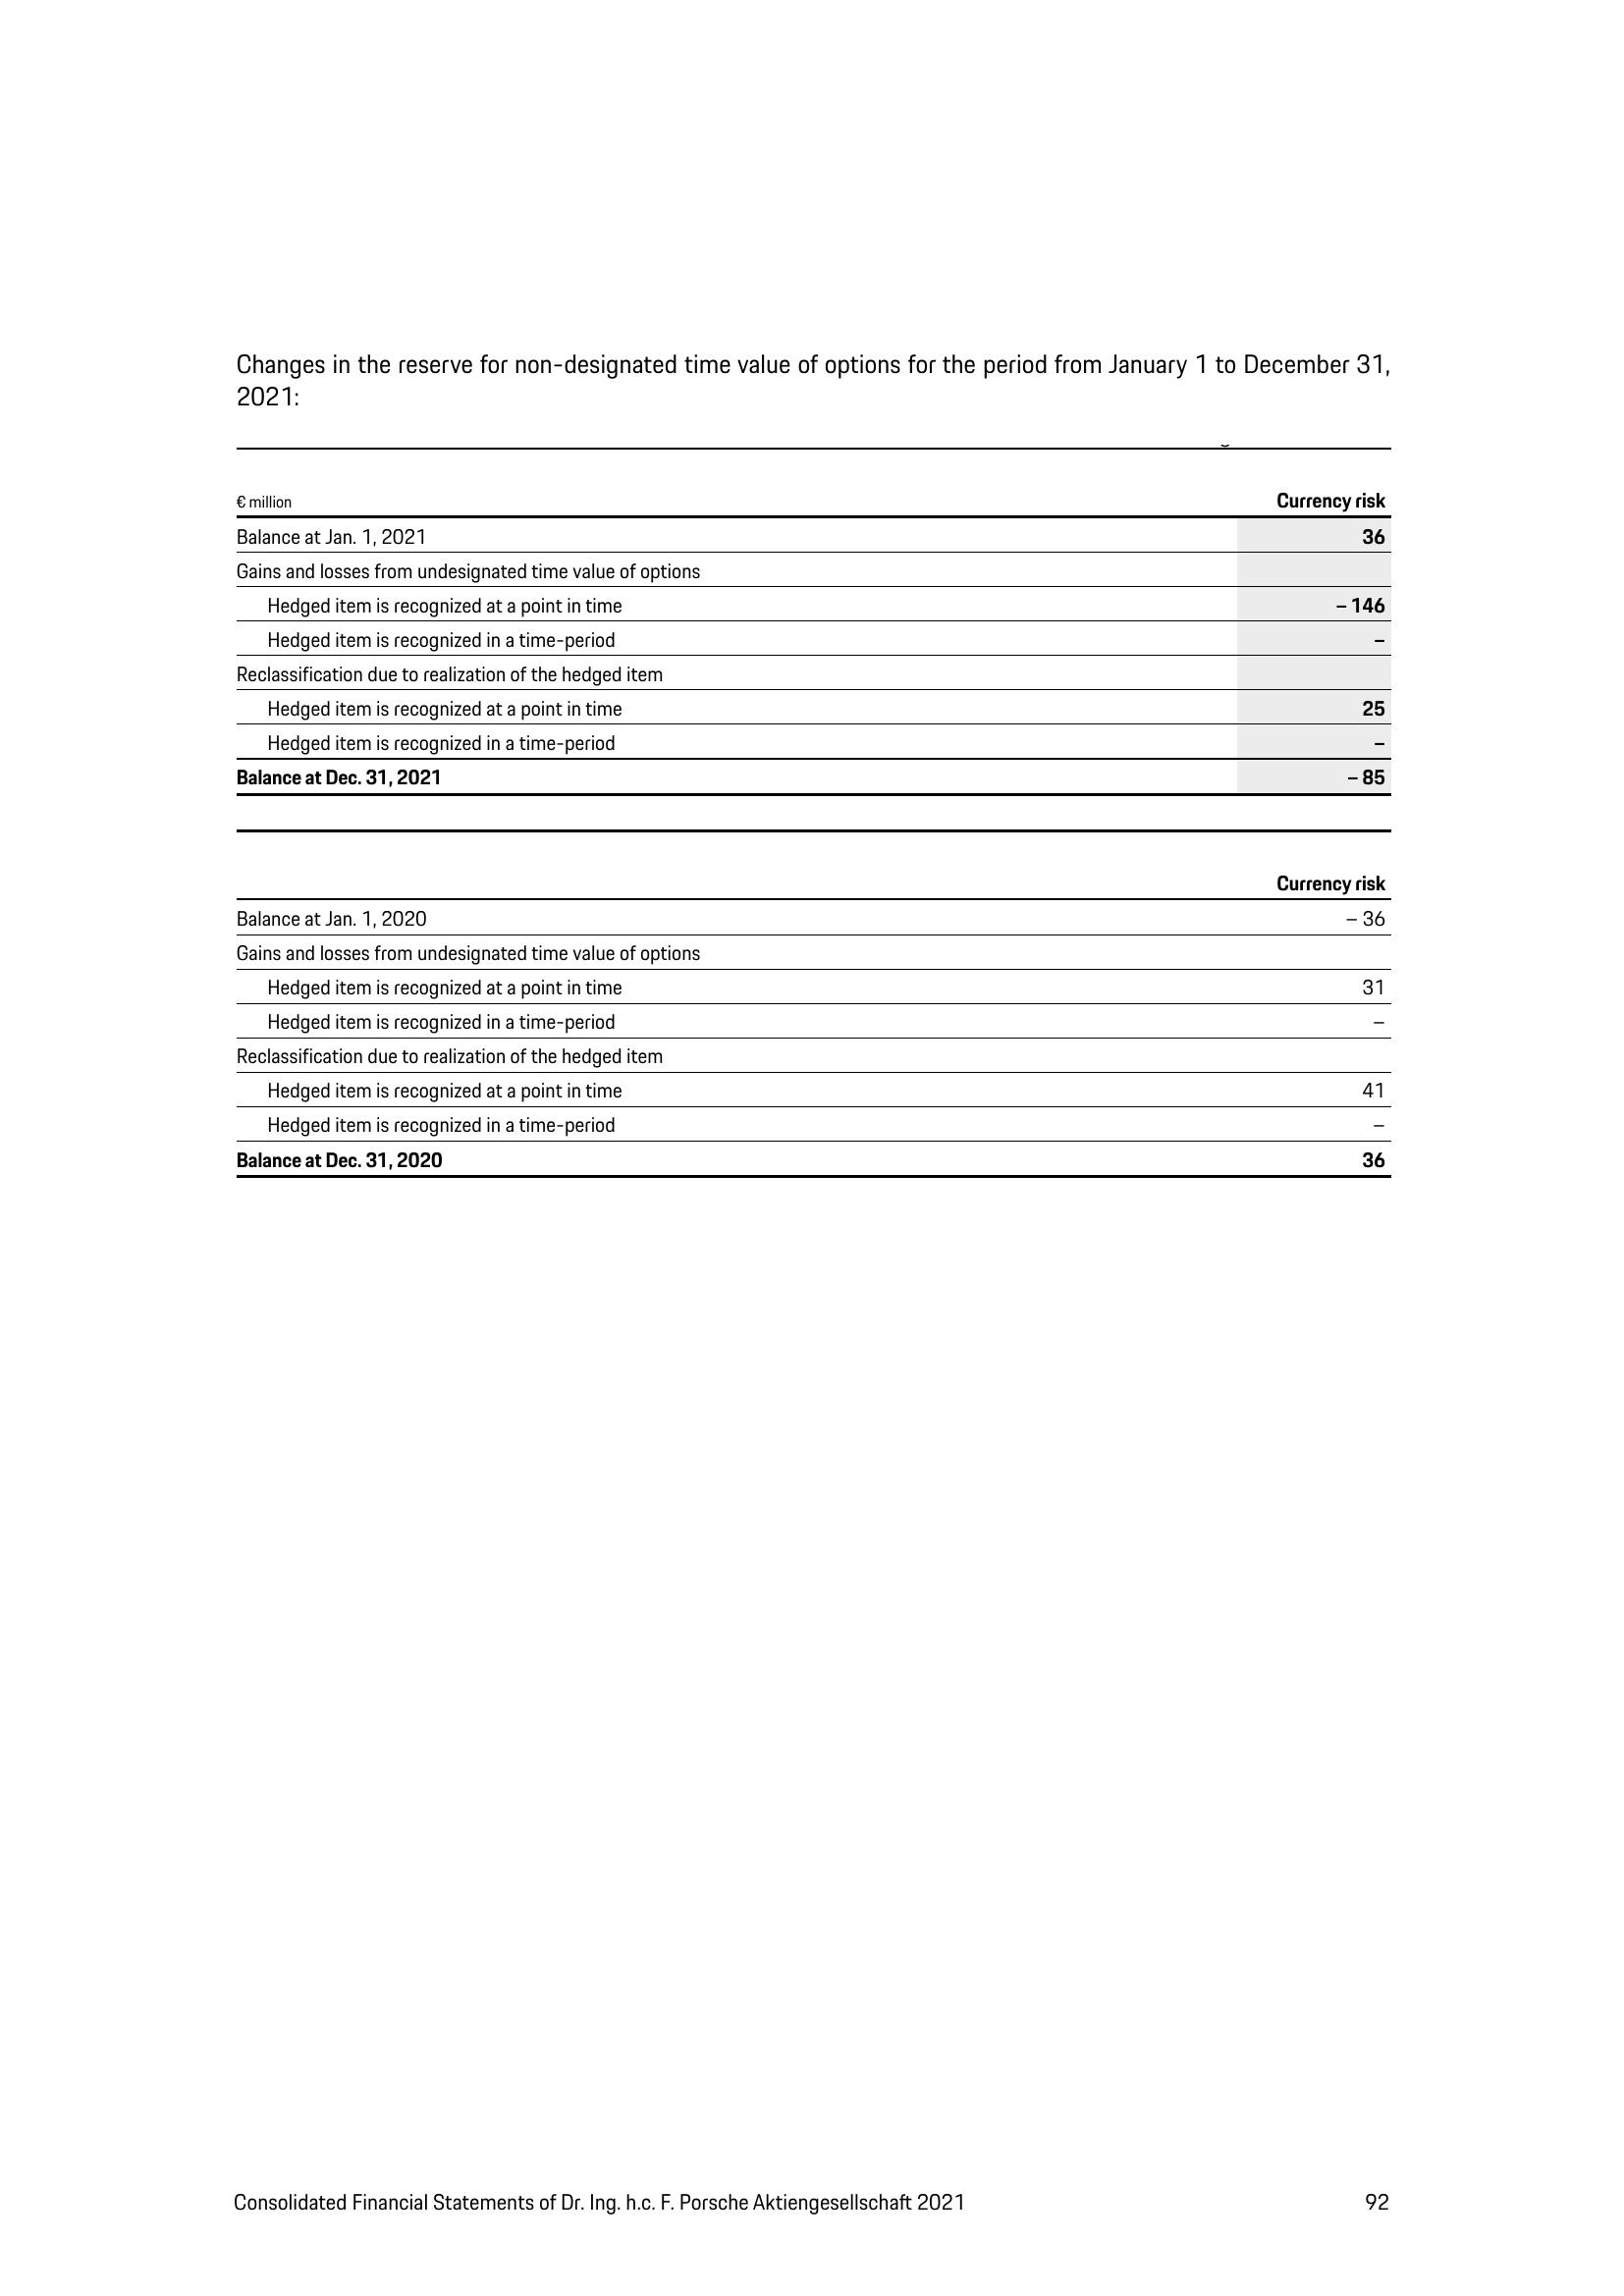 Changes in the reserve for non-designated time value of options for the period from January 1 to December 31,
2021:
€ million Currency risk
Balance at Jan. 1, 2021 36
Gains and losses from undesignated time value of options
Hedged item is recognized at a point in time – 146
Hedged item is recognized in a time-period –
Reclassification due to realization of the hedged item
Hedged item is recognized at a point in time 25
Hedged item is recognized in a time-period –
Balance at Dec. 31, 2021 – 85
Currency risk
Balance at Jan. 1, 2020 – 36
Gains and losses from undesignated time value of options
Hedged item is recognized at a point in time 31
Hedged item is recognized in a time-period –
Reclassification due to realization of the hedged item
Hedged item is recognized at a point in time 41
Hedged item is recognized in a time-period –
Balance at Dec. 31, 2020 36
Consolidated Financial Statements of Dr. Ing. h.c. F. Porsche Aktiengesellschaft 2021 92